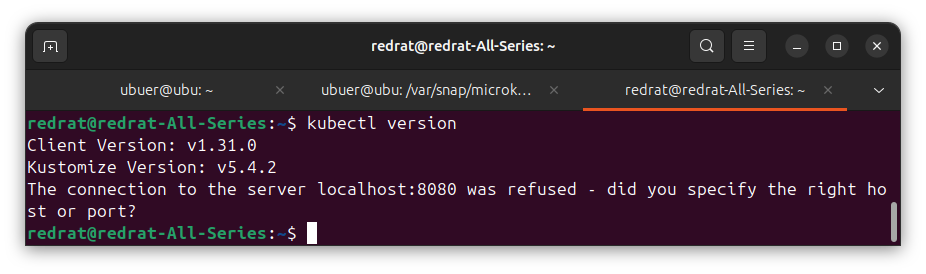 redrat@redrat-All-Series: ~
ubuer@ubu: ~
ubuer@ubu: /var/snap/microk…
redrat@redrat-All-Series: ~
redrat@redrat-All-Series:~$ kubectl version
Client Version: v1.31.0
Kustomize Version: v5.4.2
The connection to the server localhost:8080 was refused - did you specify the right ho
st or port?
redrat@redrat-All-Series:~$